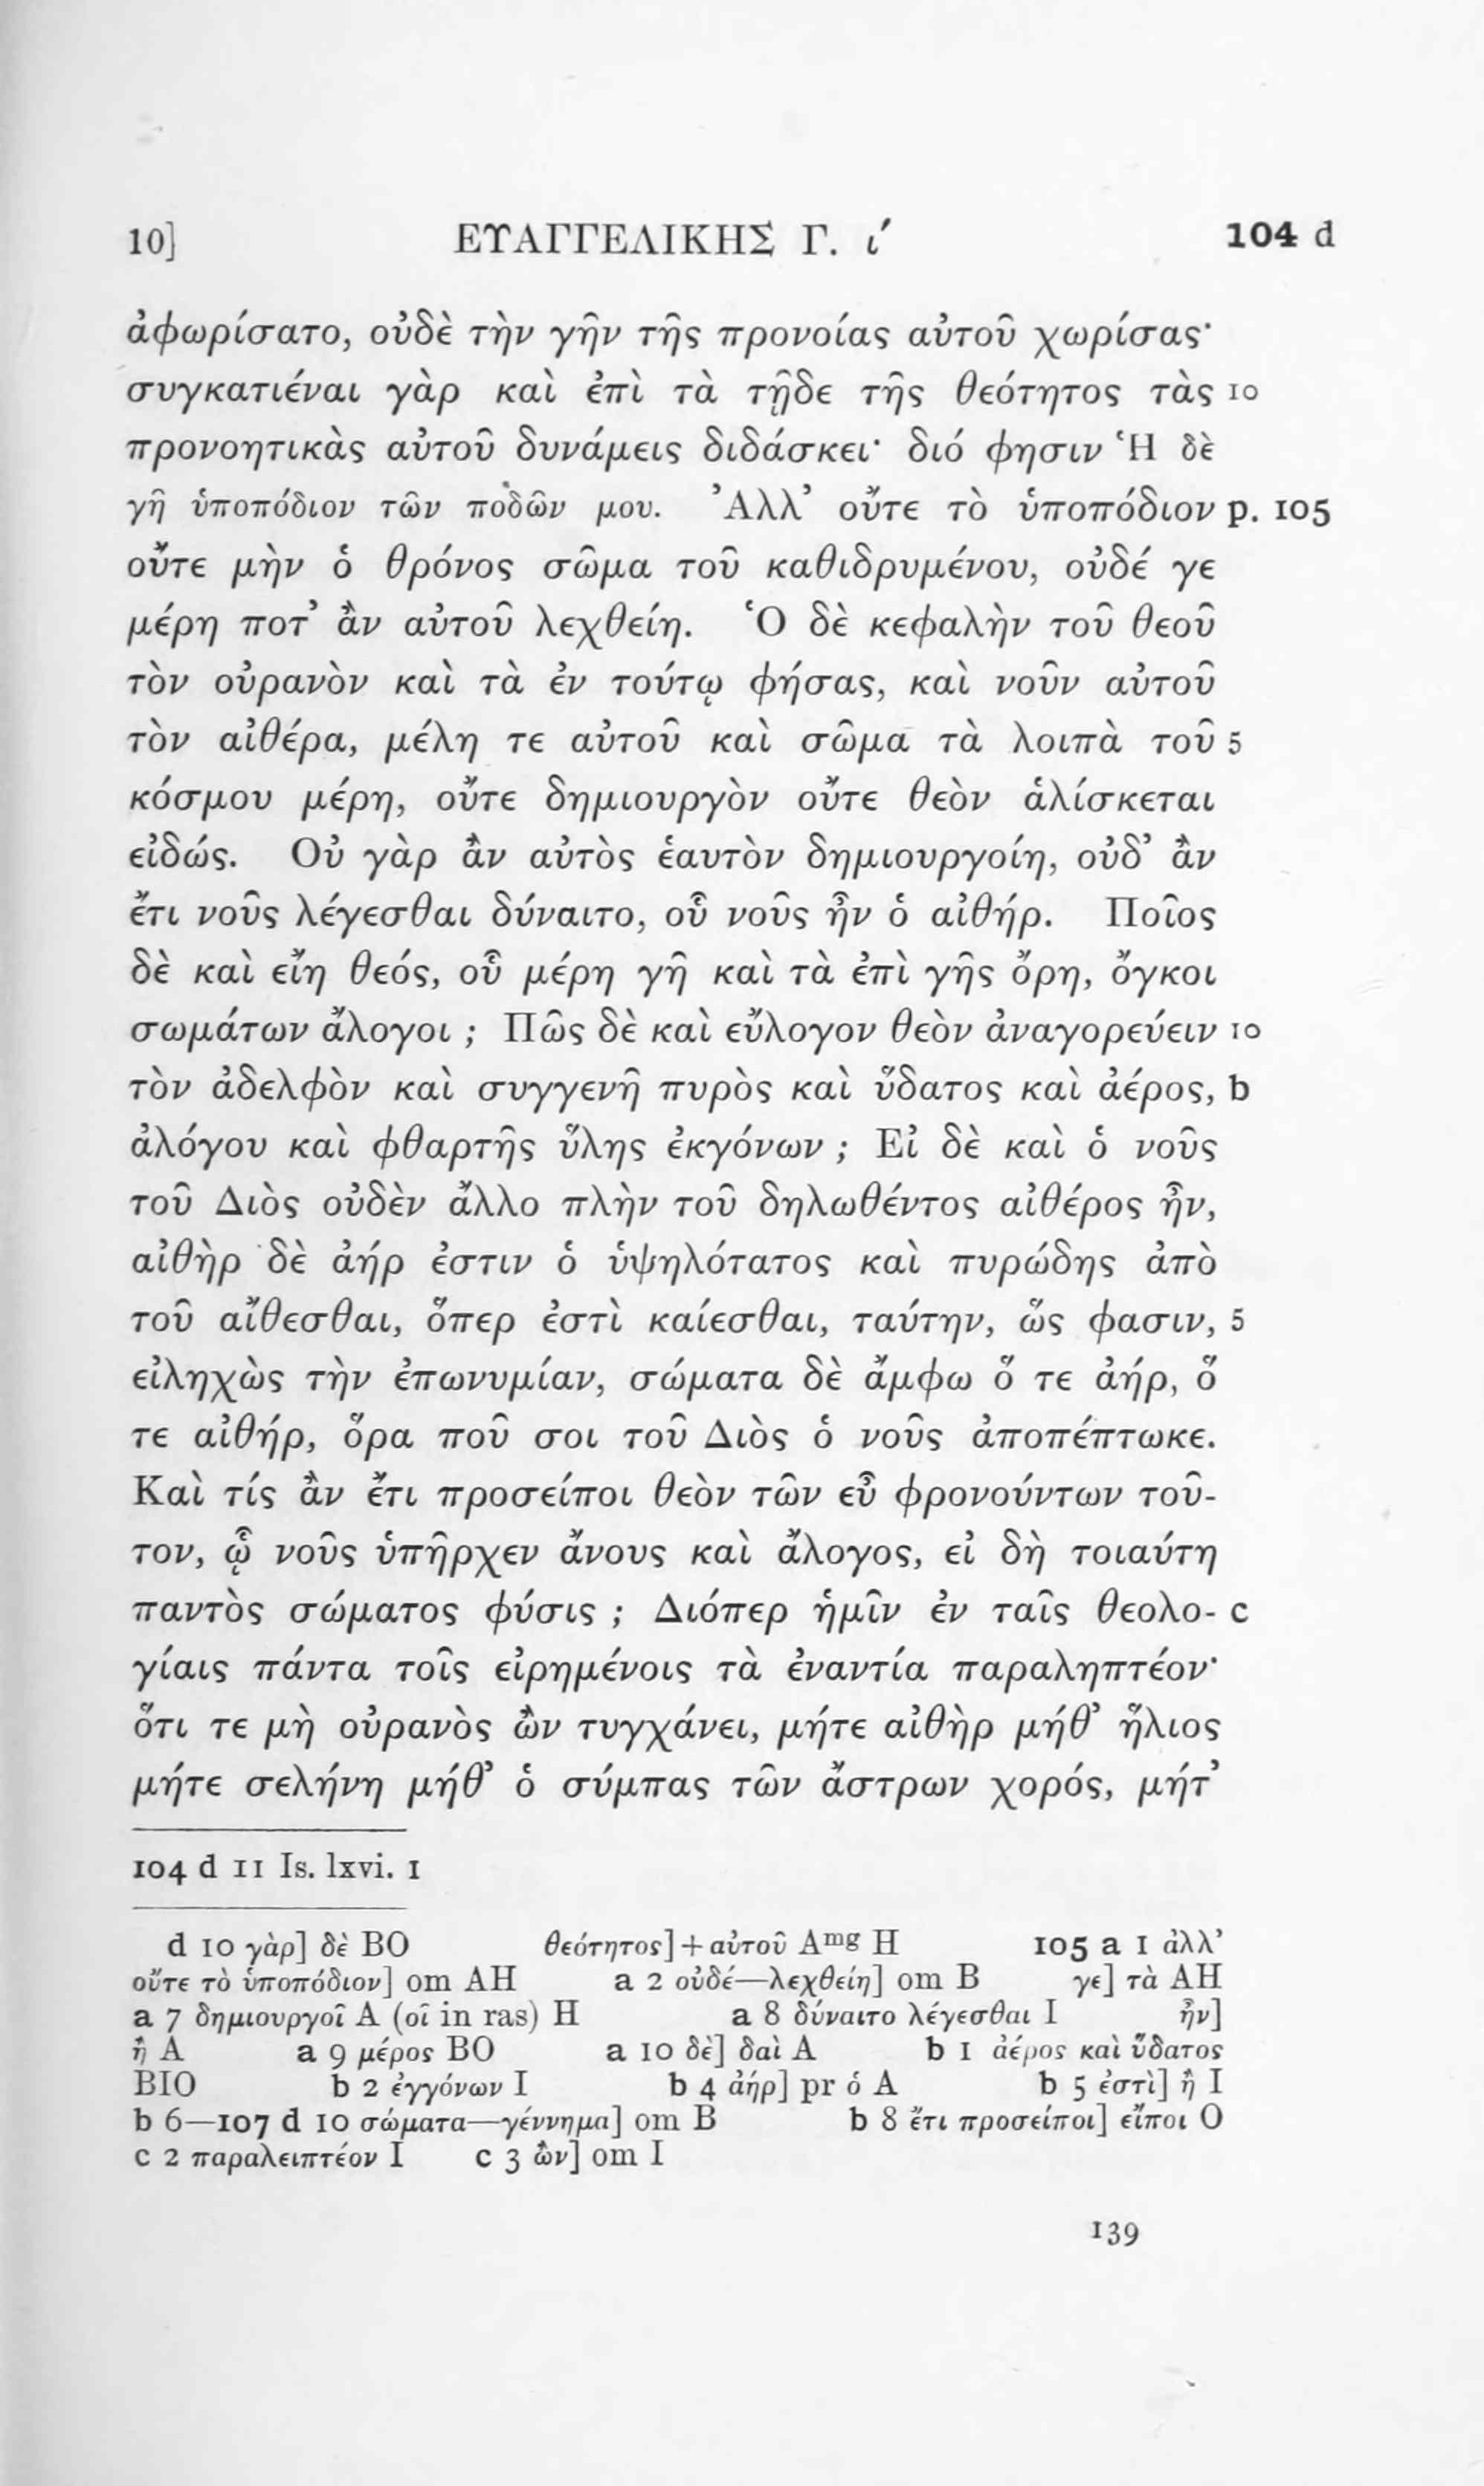 10] ΕΥΑΓΓΕΛΙΚΗΣ Γ. ι′ 104 d
ἀφωρίσατο, οὐδὲ τὴν γῆν τῆς προνοίας αὐτοῦ χωρίσας·
συγκατιέναι γὰρ καὶ ἐπὶ τὰ τῇδε τῆς θεότητος τὰς 10
προνοητικὰς αὐτοῦ δυνάμεις διδάσκει· διό φησιν Ἡ δὲ
γῆ ὑποπόδιον τῶν ποδῶν μου. Ἀλλ’ οὔτε τὸ ὑποπόδιον p. 105
οὔτε μὴν ὁ θρόνος σῶμα τοῦ καθιδρυμένου, οὐδέ γε
μέρη ποτ’ ἂν αὐτοῦ λεχθείη. Ὁ δὲ κεφαλὴν τοῦ θεοῦ
τὸν οὐρανὸν καὶ τὰ ἐν τούτῳ φήσας, καὶ νοῦν αὐτοῦ
τὸν αἰθέρα, μέλη τε αὐτοῦ καὶ σῶμα τὰ λοιπὰ τοῦ 5
κόσμου μέρη, οὔτε δημιουργὸν οὔτε θεὸν ἁλίσκεται
εἰδώς. Οὐ γὰρ ἂν αὐτὸς ἑαυτὸν δημιουργοίη, οὐδ’ ἂν
ἔτι νοῦς λέγεσθαι δύναιτο, οὗ νοῦς ἦν ὁ αἰθήρ. Ποῖος
δὲ καὶ εἴη θεός, οὗ μέρη γῆ καὶ τὰ ἐπὶ γῆς ὄρη, ὄγκοι
σωμάτων ἄλογοι ; Πῶς δὲ καὶ εὔλογον θεὸν ἀναγορεύειν 10
τὸν ἀδελφὸν καὶ συγγενῆ πυρὸς καὶ ὕδατος καὶ ἀέρος, b
ἀλόγου καὶ φθαρτῆς ὕλης ἐκγόνων ; Εἰ δὲ καὶ ὁ νοῦς
τοῦ Διὸς οὐδὲν ἄλλο πλὴν τοῦ δηλωθέντος αἰθέρος ἦν,
αἰθὴρ δὲ ἀήρ ἐστιν ὁ ὑψηλότατος καὶ πυρώδης ἀπὸ
τοῦ αἴθεσθαι, ὅπερ ἐστὶ καίεσθαι, ταύτην, ὥς φασιν, 5
εἰληχὼς τὴν ἐπωνυμίαν, σώματα δὲ ἄμφω ὅ τε ἀήρ, ὅ
τε αἰθήρ, ὅρα ποῦ σοι τοῦ Διὸς ὁ νοῦς ἀποπέπτωκε.
Καὶ τίς ἂν ἔτι προσείποι θεὸν τῶν εὖ φρονούντων τοῦ-
τον, ᾧ νοῦς ὑπῆρχεν ἄνους καὶ ἄλογος, εἰ δὴ τοιαύτη
παντὸς σώματος φύσις ; Διόπερ ἡμῖν ἐν ταῖς θεολο- c
γίαις πάντα τοῖς εἰρημένοις τὰ ἐναντία παραληπτέον·
ὅτι τε μὴ οὐρανὸς ὢν τυγχάνει, μήτε αἰθὴρ μήθ’ ἥλιος
μήτε σελήνη μήθ’ ὁ σύμπας τῶν ἄστρων χορός, μήτ’
104 d 11 Is. lxvi. 1
d 10 γὰρ] δὲ BO θεότητος]+αὐτοῦ Amg H 105 a 1 ἀλλ’
οὔτε τὸ ὑποπόδιον] om AH a 2 οὐδέ—λεχθείη] om B γε] τὰ AH
a 7 δημιουργοῖ A (οῖ in ras) H a 8 δύναιτο λέγεσθαι I ἦν]
ἢ A a 9 μέρος BO a 10 δὲ] δαὶ A b 1 ἀέρος καὶ ὕδατος
BIO b 2 ἐγγόνων I b 4 ἀήρ] pr ὁ A b 5 ἐστὶ] ἢ I
b 6—107 d 10 σώματα—γέννημα] om B b 8 ἔτι προσείποι] εἴποι O
c 2 παραλειπτέον I c 3 ὢν] om I
139